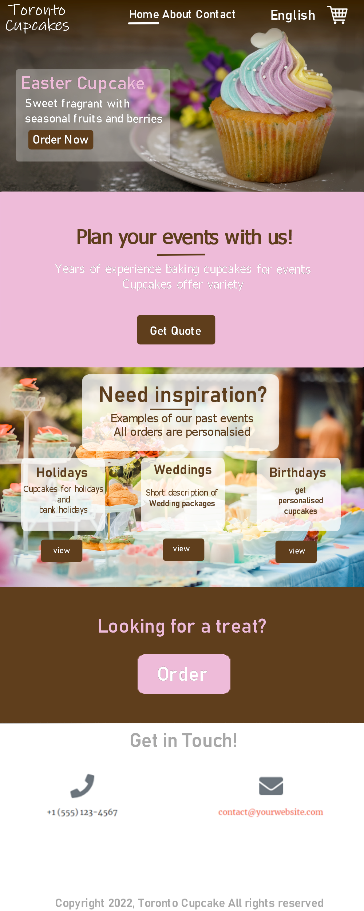 Toronto
Cupcakes
Home About Contact
English
Easter Cupcake
Sweet fragrant with
seasonal fruits and berries
Order Now
Plan your events with us!
Years of experience baking cupcakes for events
Cupcakes offer variety
Get Quote
Need inspiration?
Examples of our past events
All orders are personalsied
Holidays
Cupcakes for holidays
and
bank holidays
view
Weddings
Short description of
Wedding packages
view
Birthdays
get
personalised
cupcakes
view
Looking for a treat?
Order
Get in Touch!
+1 (555) 123-4567
contact@yourwebsite.com
Copyright 2022, Toronto Cupcake All rights reserved